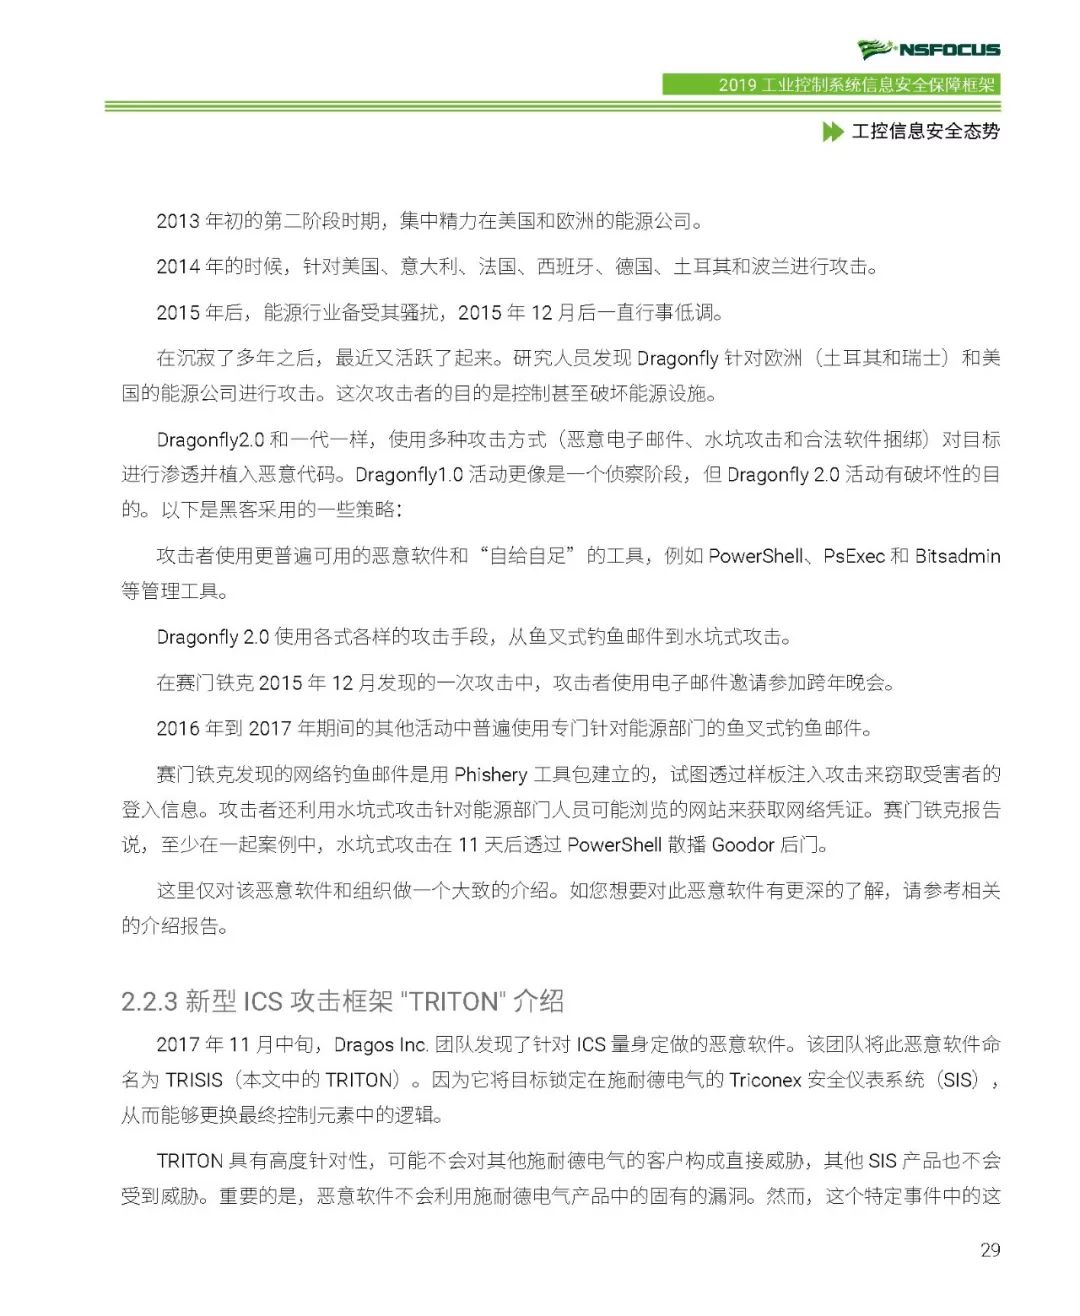 NSFOCUS
2019 工业控制系统信息安全保障框架
工控信息安全态势
2013 年初的第二阶段时期，集中精力在美国和欧洲的能源公司。
2014 年的时候，针对美国、意大利、法国、西班牙、德国、土耳其和波兰进行攻击。
2015 年后，能源行业备受其骚扰，2015 年 12 月后一直行事低调。
在沉寂了多年之后，最近又活跃了起来。研究人员发现 Dragonfly 针对欧洲（土耳其和瑞士）和美
国的能源公司进行攻击。这次攻击者的目的是控制甚至破坏能源设施。
Dragonfly2.0 和一代一样，使用多种攻击方式（恶意电子邮件、水坑攻击和合法软件捆绑）对目标
进行渗透并植入恶意代码。Dragonfly1.0 活动更像是一个侦察阶段，但 Dragonfly 2.0 活动有破坏性的目
的。以下是黑客采用的一些策略：
攻击者使用更普遍可用的恶意软件和“自给自足”的工具，例如 PowerShell、PsExec 和 Bitsadmin
等管理工具。
Dragonfly 2.0 使用各式各样的攻击手段，从鱼叉式钓鱼邮件到水坑式攻击。
在赛门铁克 2015 年 12 月发现的一次攻击中，攻击者使用电子邮件邀请参加跨年晚会。
2016 年到 2017 年期间的其他活动中普遍使用专门针对能源部门的鱼叉式钓鱼邮件。
赛门铁克发现的网络钓鱼邮件是用 Phishery 工具包建立的，试图透过样板注入攻击来窃取受害者的
登入信息。攻击者还利用水坑式攻击针对能源部门人员可能浏览的网站来获取网络凭证。赛门铁克报告
说，至少在一起案例中，水坑式攻击在 11 天后透过 PowerShell 散播 Goodor 后门。
这里仅对该恶意软件和组织做一个大致的介绍。如您想要对此恶意软件有更深的了解，请参考相关
的介绍报告。
2.2.3 新型 ICS 攻击框架 "TRITON" 介绍
2017 年 11 月中旬，Dragos Inc. 团队发现了针对 ICS 量身定做的恶意软件。该团队将此恶意软件命
名为 TRISIS（本文中的 TRITON）。因为它将目标锁定在施耐德电气的 Triconex 安全仪表系统（SIS），
从而能够更换最终控制元素中的逻辑。
TRITON 具有高度针对性，可能不会对其他施耐德电气的客户构成直接威胁，其他 SIS 产品也不会
受到威胁。重要的是，恶意软件不会利用施耐德电气产品中的固有的漏洞。然而，这个特定事件中的这
29